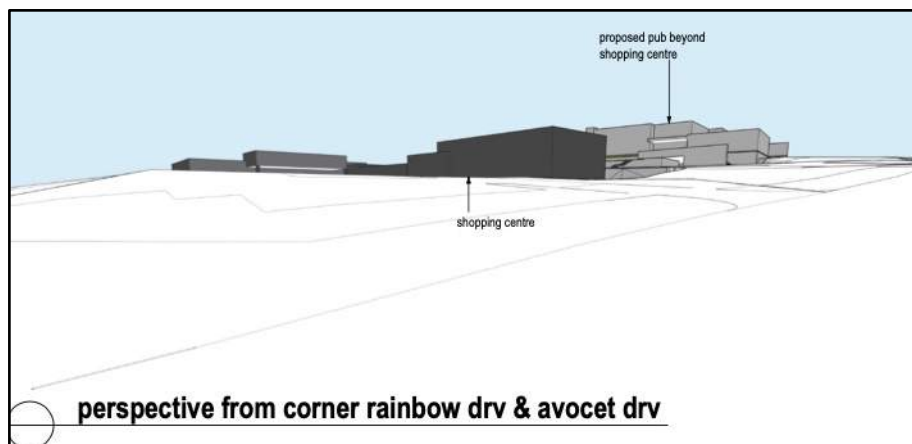 proposed pub beyond
shopping centre
shopping centre
perspective from corner rainbow drv & avocet drv